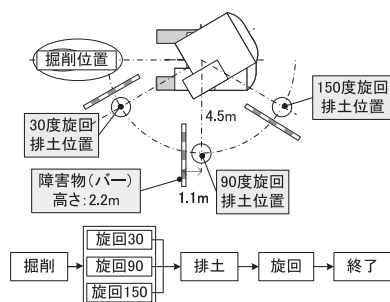 掘削位置
150度旋回
排土位置
4.5m
30度旋回
排土位置
障害物(バー)
高さ:2.2m
1.1m
90度旋回
排土位置
旋回30
掘削
旋回90
排土
旋回
終了
旋回150